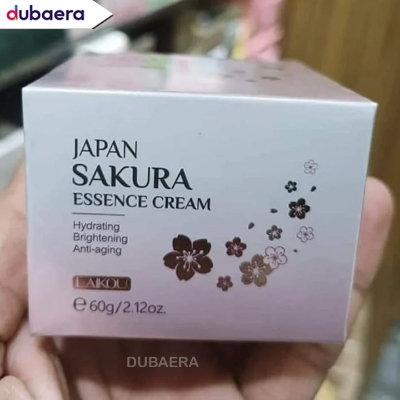 dubaera
JAPAN
SAKURA
ESSENCE CREAM
Hydrating
Brightening
Anti-aging
LAIKOU
℮ 60g/2.12oz.
DUBAERA